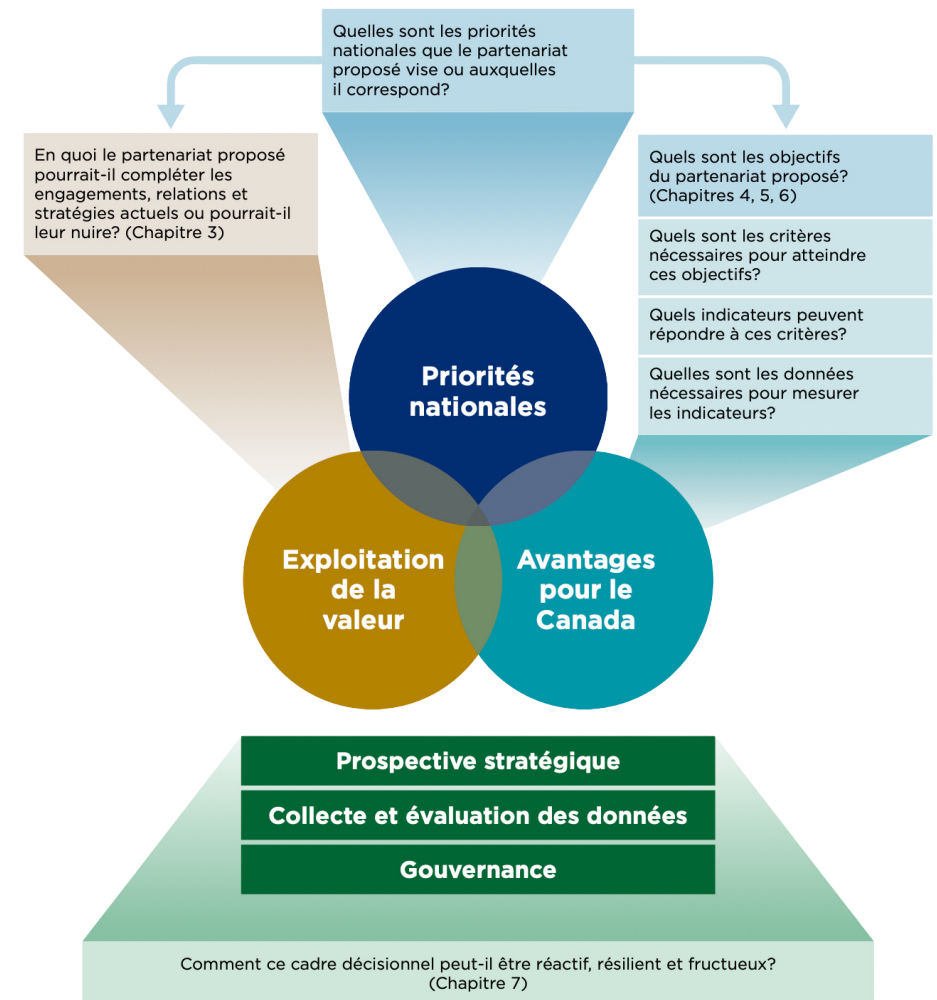 Quelles sont les priorités
nationales que le partenariat
proposé vise ou auxquelles
il correspond?
En quoi le partenariat proposé
pourrait-il compléter les
engagements, relations et
stratégies actuels ou pourrait-il
leur nuire? (Chapitre 3)
Quels sont les objectifs
du partenariat proposé?
(Chapitres 4, 5, 6)
Quels sont les critères
nécessaires pour atteindre
ces objectifs?
Quels indicateurs peuvent
répondre à ces critères?
Quelles sont les données
nécessaires pour mesurer
les indicateurs?
Priorités
nationales
Exploitation
de la
valeur
Avantages
pour le
Canada
Prospective stratégique
Collecte et évaluation des données
Gouvernance
Comment ce cadre décisionnel peut-il être réactif, résilient et fructueux?
(Chapitre 7)